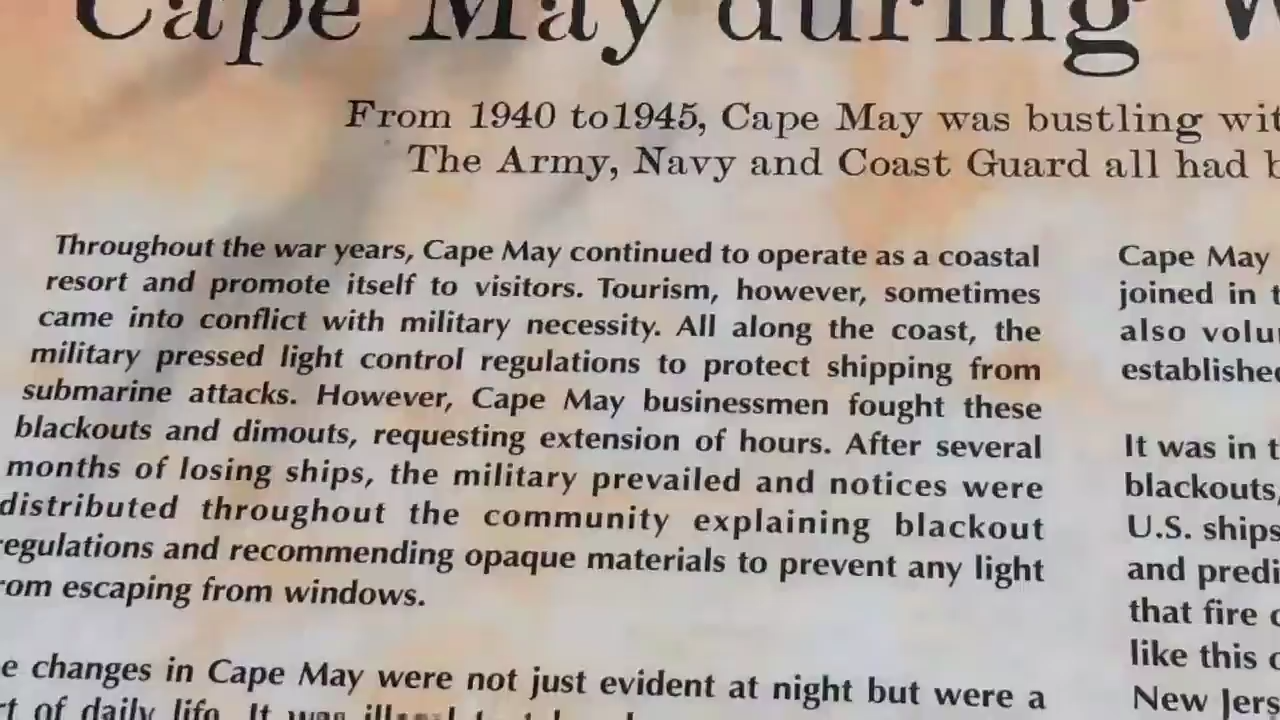 Cape May during
From 1940 to1945, Cape May was bustling
The Army, Navy and Coast Guard all had
Throughout the war years, Cape May continued to operate as a coastal
resort and promote itself to visitors. Tourism, however, sometimes
came into conflict with military necessity. All along the coast, the
military pressed light control regulations to protect shipping from
submarine attacks. However, Cape May businessmen fought these
blackouts and dimouts, requesting extension of hours. After several
months of losing ships, the military prevailed and notices were
distributed throughout the community explaining blackout
regulations and recommending opaque materials to prevent any light
escaping from windows.
changes in Cape May were not just evident at night but were a
of daily life. It was
Cape May
joined in
also
It was in
blackouts,
U.S. ships
and
that fire
like this
New